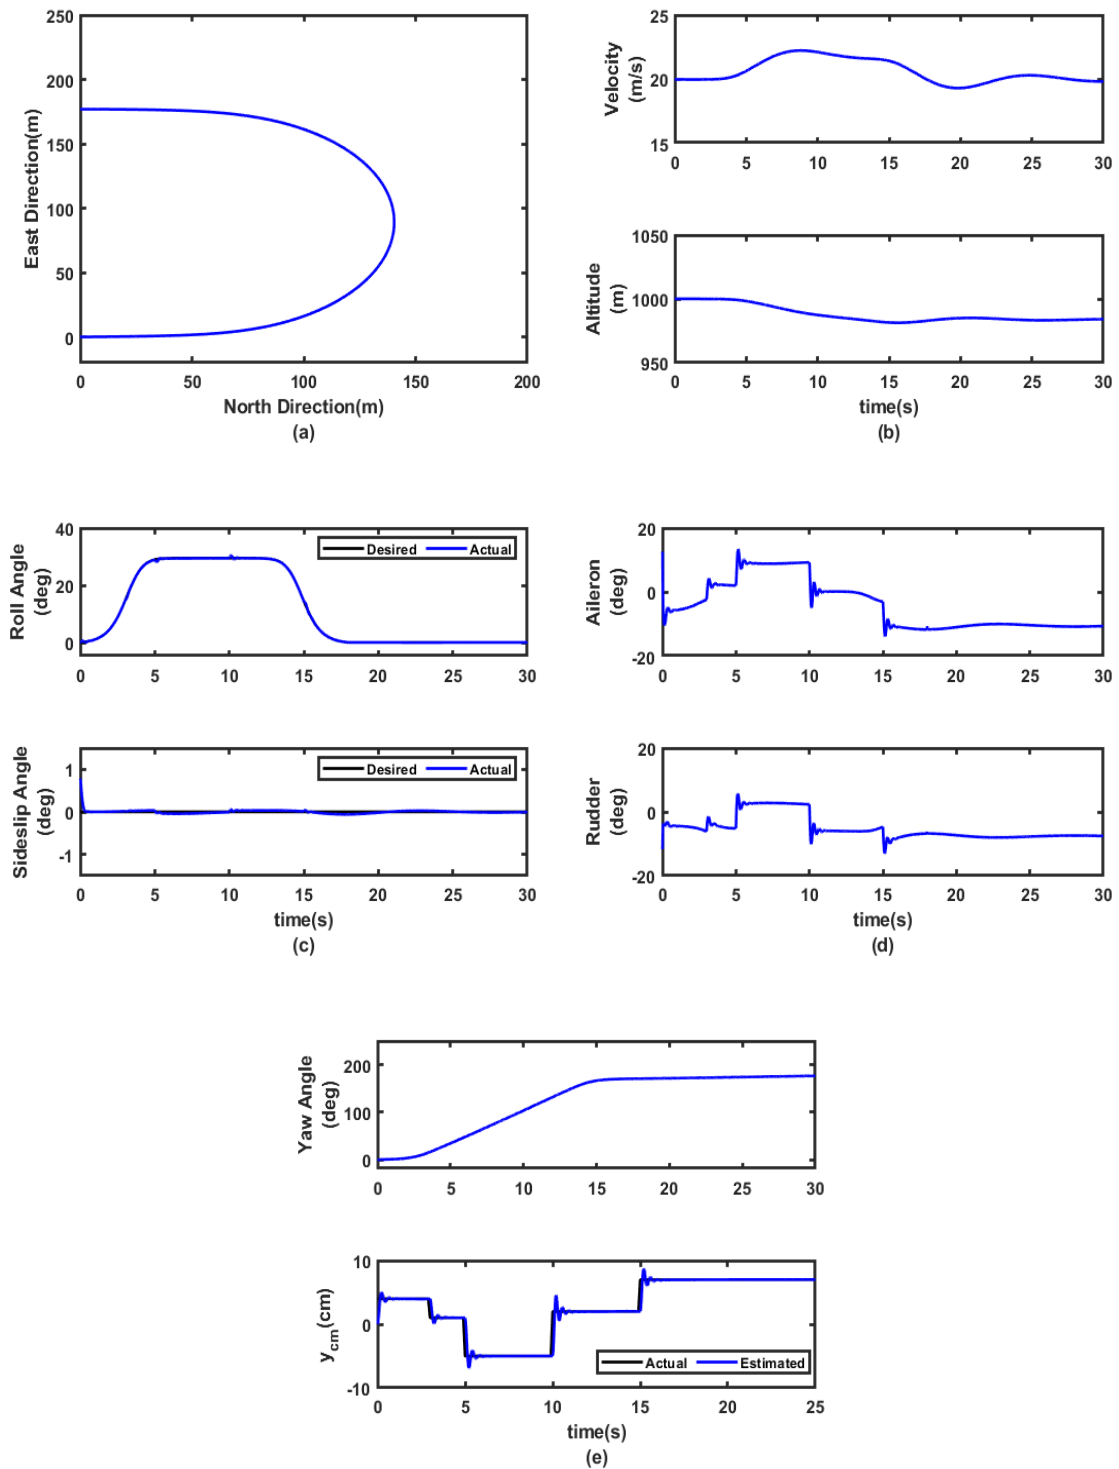 250
200
150
100
50
0
East Direction(m)
0 50 100 150 200
North Direction(m)
(a)
25
20
15
Velocity
(m/s)
0 5 10 15 20 25 30
1050
1000
950
Altitude
(m)
0 5 10 15 20 25 30
time(s)
(b)
40
20
0
Roll Angle
(deg)
Desired Actual
0 5 10 15 20 25 30
1
0
-1
Sideslip Angle
(deg)
Desired Actual
0 5 10 15 20 25 30
time(s)
(c)
20
0
-20
Aileron
(deg)
0 5 10 15 20 25 30
20
0
-20
Rudder
(deg)
0 5 10 15 20 25 30
time(s)
(d)
200
100
0
Yaw Angle
(deg)
0 5 10 15 20 25 30
10
0
-10
y_cm(cm)
Actual Estimated
0 5 10 15 20 25
time(s)
(e)